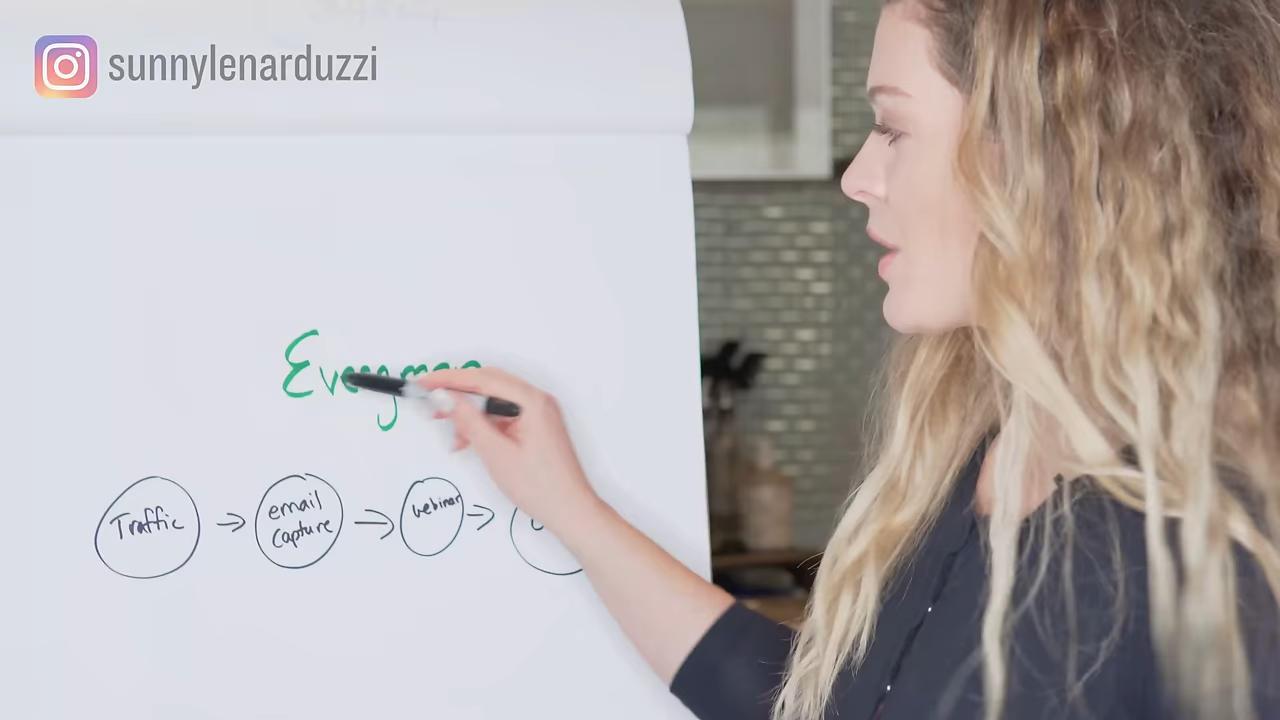 sunnylenarduzzi
Traffic
email
capture
webinar